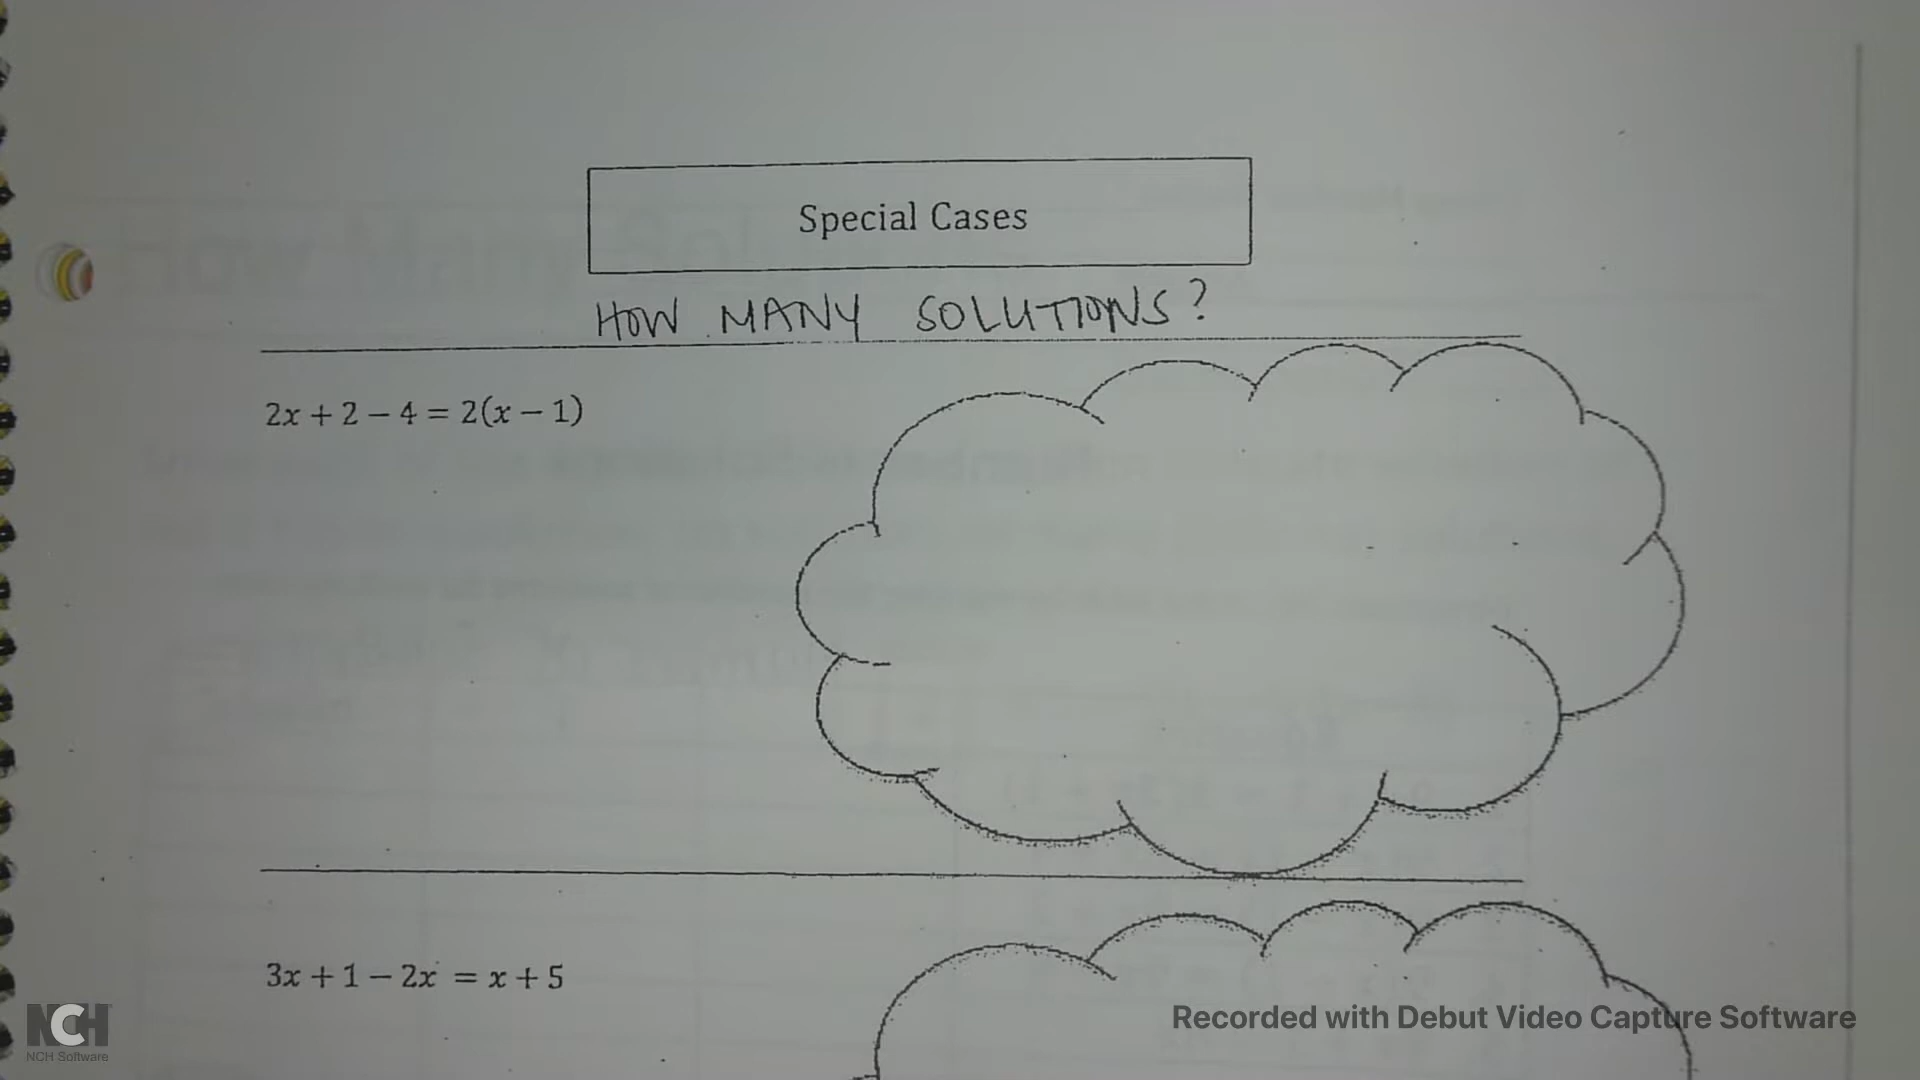 Special Cases
HOW MANY SOLUTIONS?
2x + 2 − 4 = 2(x − 1)
3x + 1 − 2x = x + 5
NCH
NCH Software
Recorded with Debut Video Capture Software